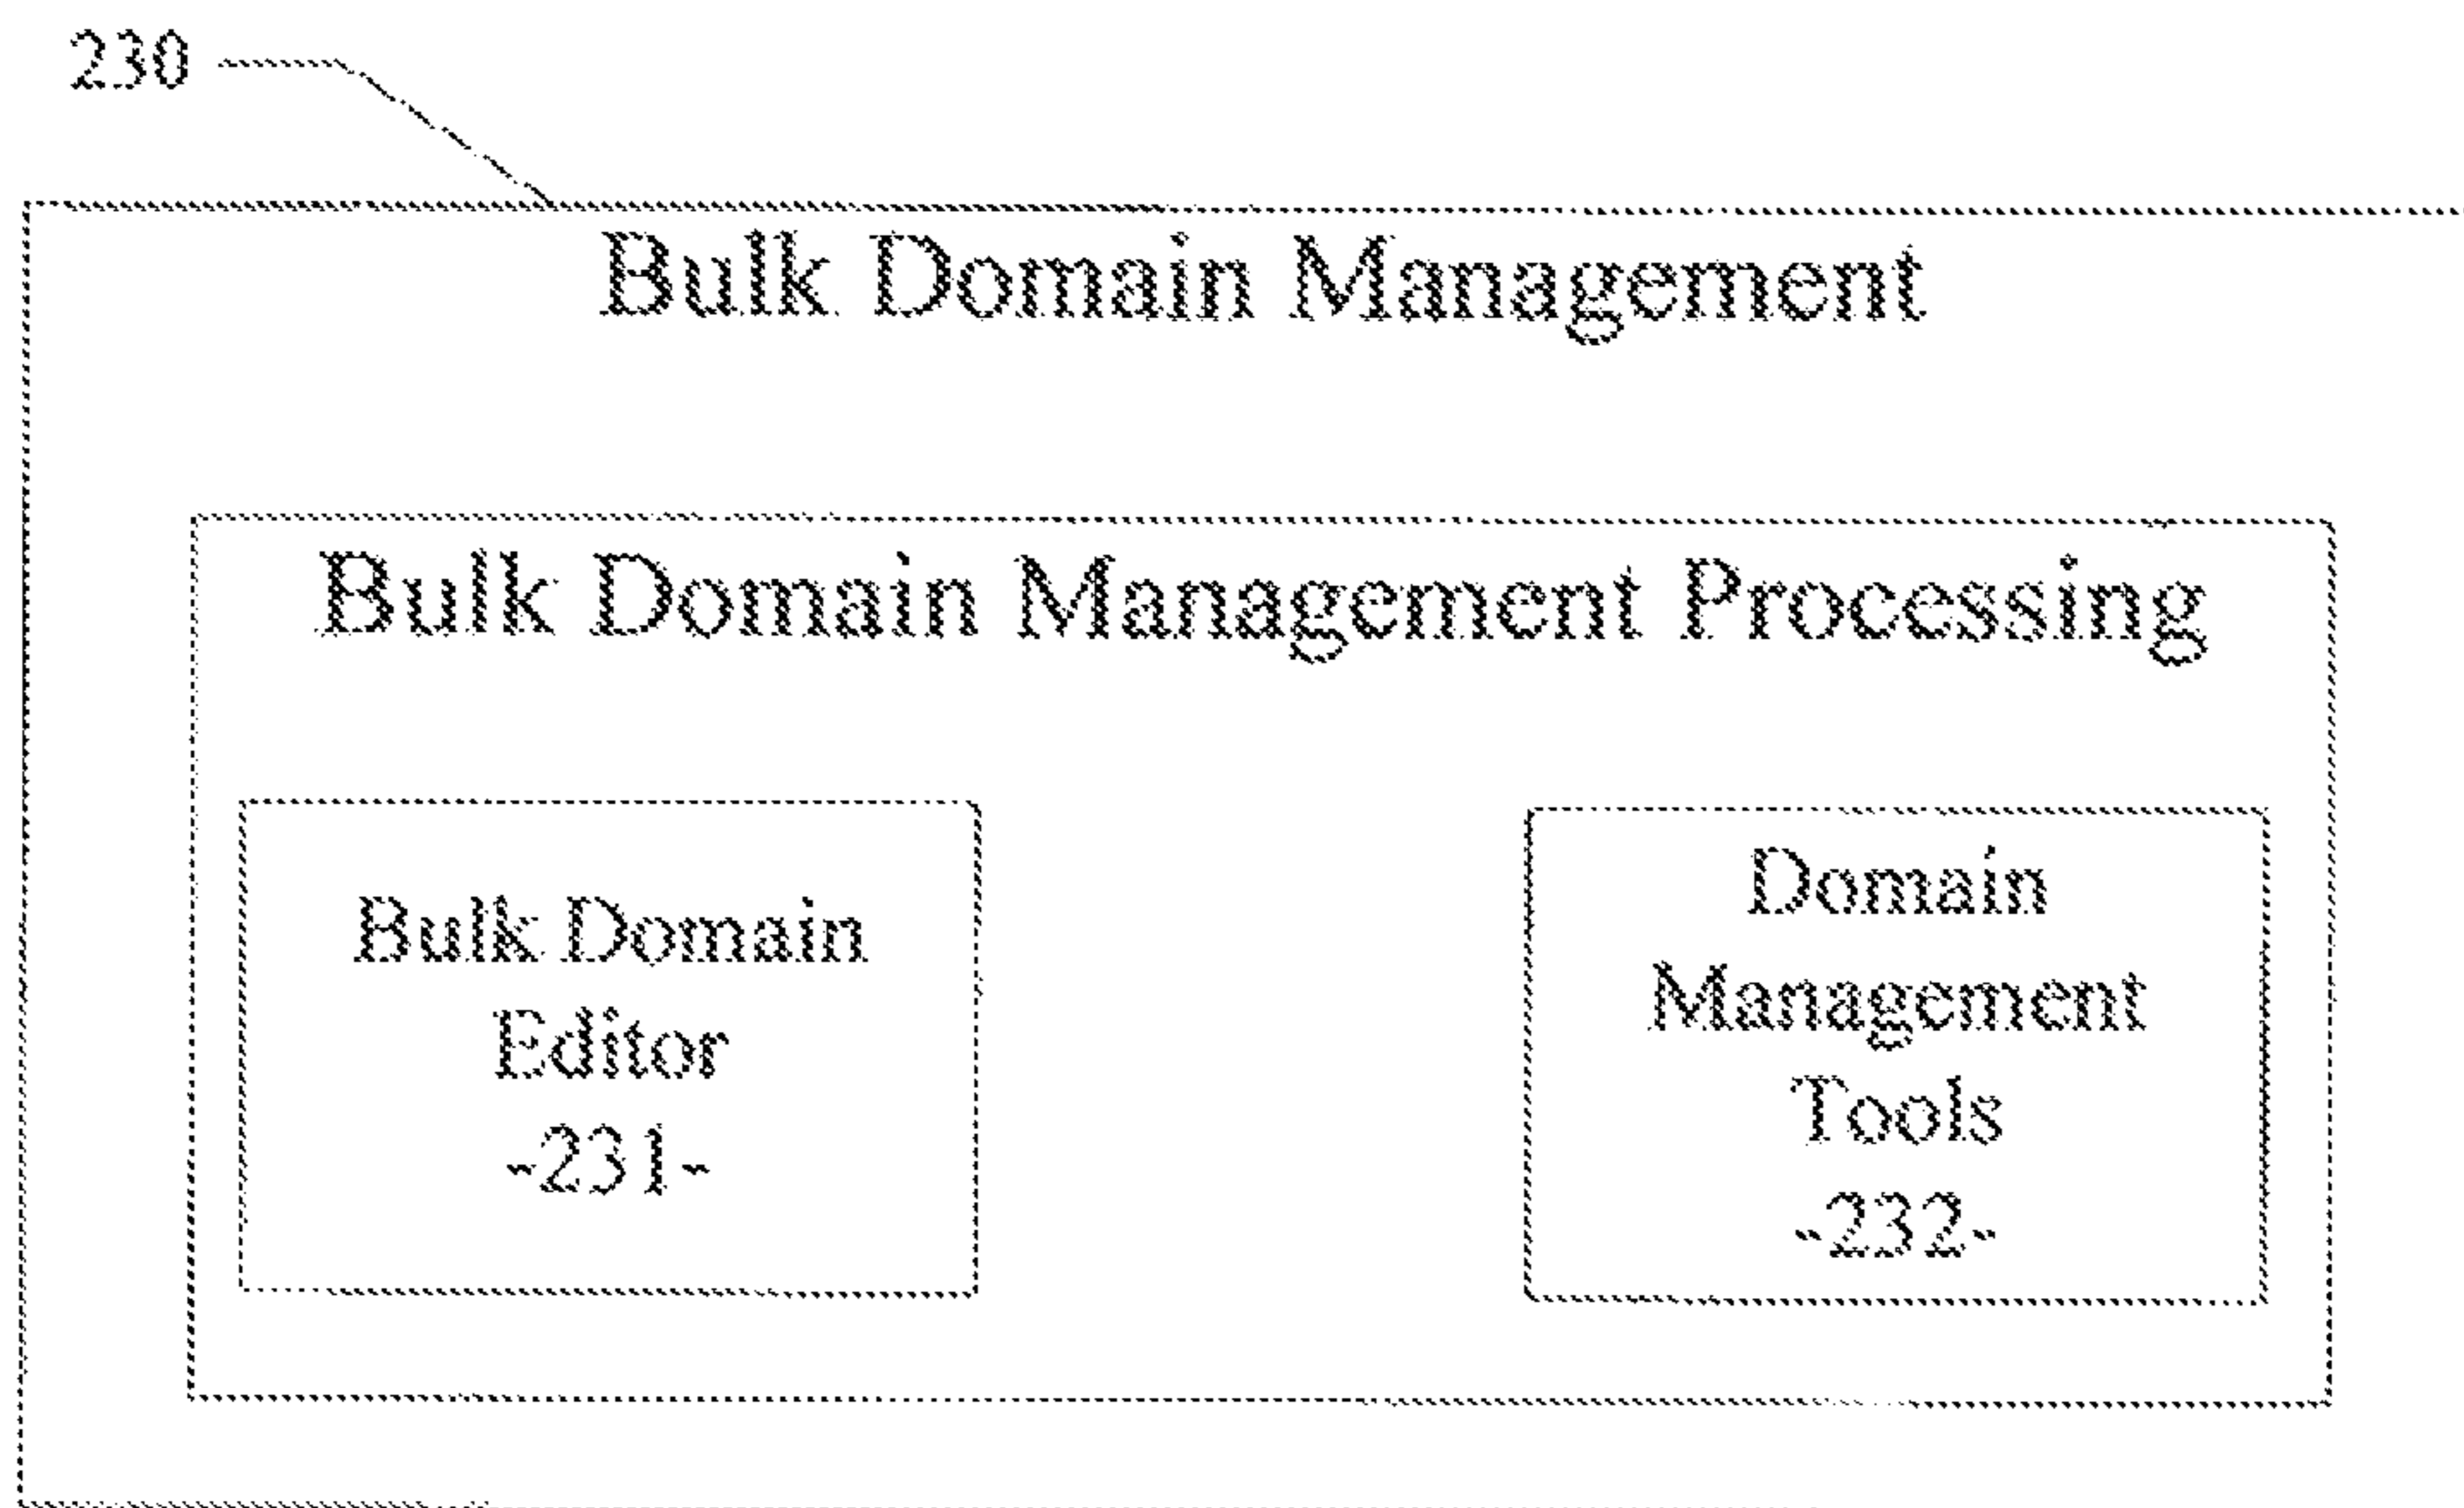 230
Bulk Domain Management
Bulk Domain Management Processing
Bulk Domain
Editor
-231-
Domain
Management
Tools
-232-